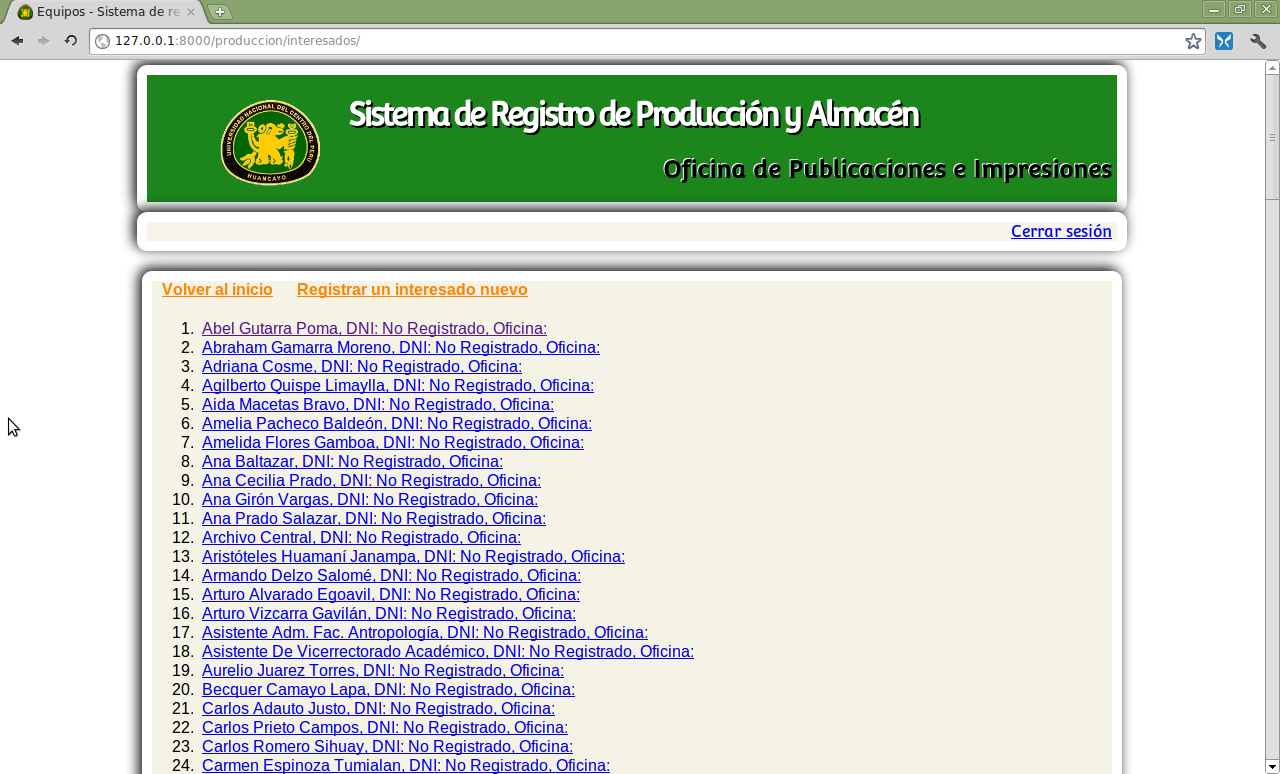 Equipos - Sistema de re
127.0.0.1:8000/produccion/interesados/
UNIVERSIDAD NACIONAL DEL CENTRO DEL PERU
HUANCAYO
Sistema de Registro de Producción y Almacén
Oficina de Publicaciones e Impresiones
Cerrar sesión
Volver al inicio Registrar un interesado nuevo
1. Abel Gutarra Poma, DNI: No Registrado, Oficina:
2. Abraham Gamarra Moreno, DNI: No Registrado, Oficina:
3. Adriana Cosme, DNI: No Registrado, Oficina:
4. Agilberto Quispe Limaylla, DNI: No Registrado, Oficina:
5. Aida Macetas Bravo, DNI: No Registrado, Oficina:
6. Amelia Pacheco Baldeón, DNI: No Registrado, Oficina:
7. Amelida Flores Gamboa, DNI: No Registrado, Oficina:
8. Ana Baltazar, DNI: No Registrado, Oficina:
9. Ana Cecilia Prado, DNI: No Registrado, Oficina:
10. Ana Girón Vargas, DNI: No Registrado, Oficina:
11. Ana Prado Salazar, DNI: No Registrado, Oficina:
12. Archivo Central, DNI: No Registrado, Oficina:
13. Aristóteles Huamaní Janampa, DNI: No Registrado, Oficina:
14. Armando Delzo Salomé, DNI: No Registrado, Oficina:
15. Arturo Alvarado Egoavil, DNI: No Registrado, Oficina:
16. Arturo Vizcarra Gavilán, DNI: No Registrado, Oficina:
17. Asistente Adm. Fac. Antropología, DNI: No Registrado, Oficina:
18. Asistente De Vicerrectorado Académico, DNI: No Registrado, Oficina:
19. Aurelio Juarez Torres, DNI: No Registrado, Oficina:
20. Becquer Camayo Lapa, DNI: No Registrado, Oficina:
21. Carlos Adauto Justo, DNI: No Registrado, Oficina:
22. Carlos Prieto Campos, DNI: No Registrado, Oficina:
23. Carlos Romero Sihuay, DNI: No Registrado, Oficina:
24. Carmen Espinoza Tumialan, DNI: No Registrado, Oficina: